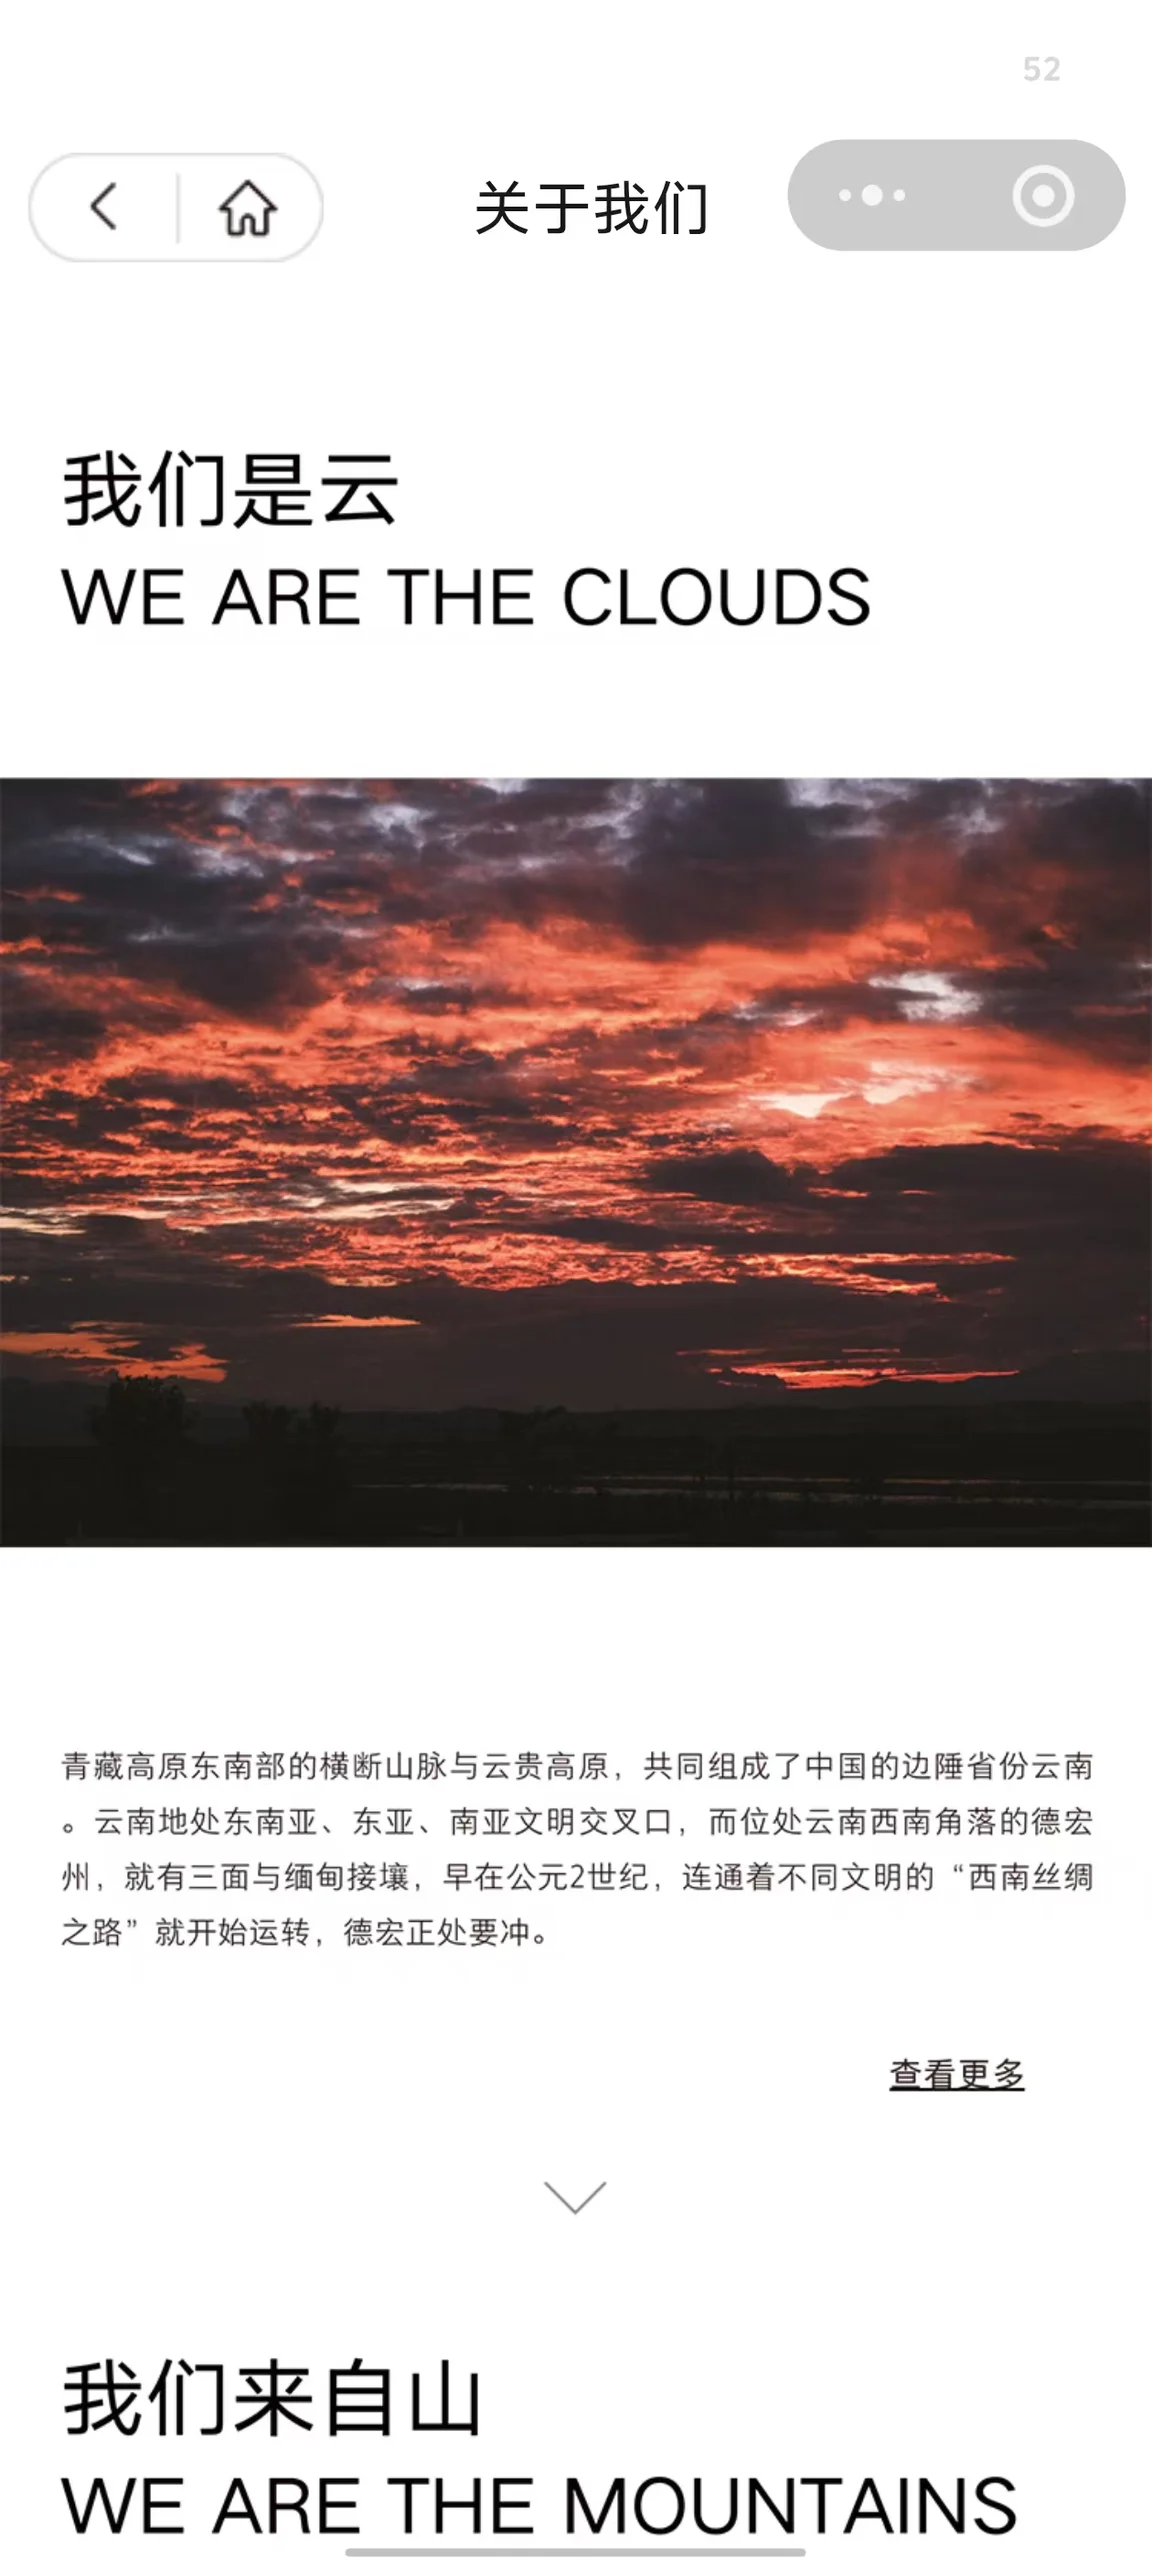 52
关于我们
我们是云
WE ARE THE CLOUDS
青藏高原东南部的横断山脉与云贵高原，共同组成了中国的边陲省份云南
。云南地处东南亚、东亚、南亚文明交叉口，而位处云南西南角落的德宏
州，就有三面与缅甸接壤，早在公元2世纪，连通着不同文明的“西南丝绸
之路”就开始运转，德宏正处要冲。
查看更多
我们来自山
WE ARE THE MOUNTAINS